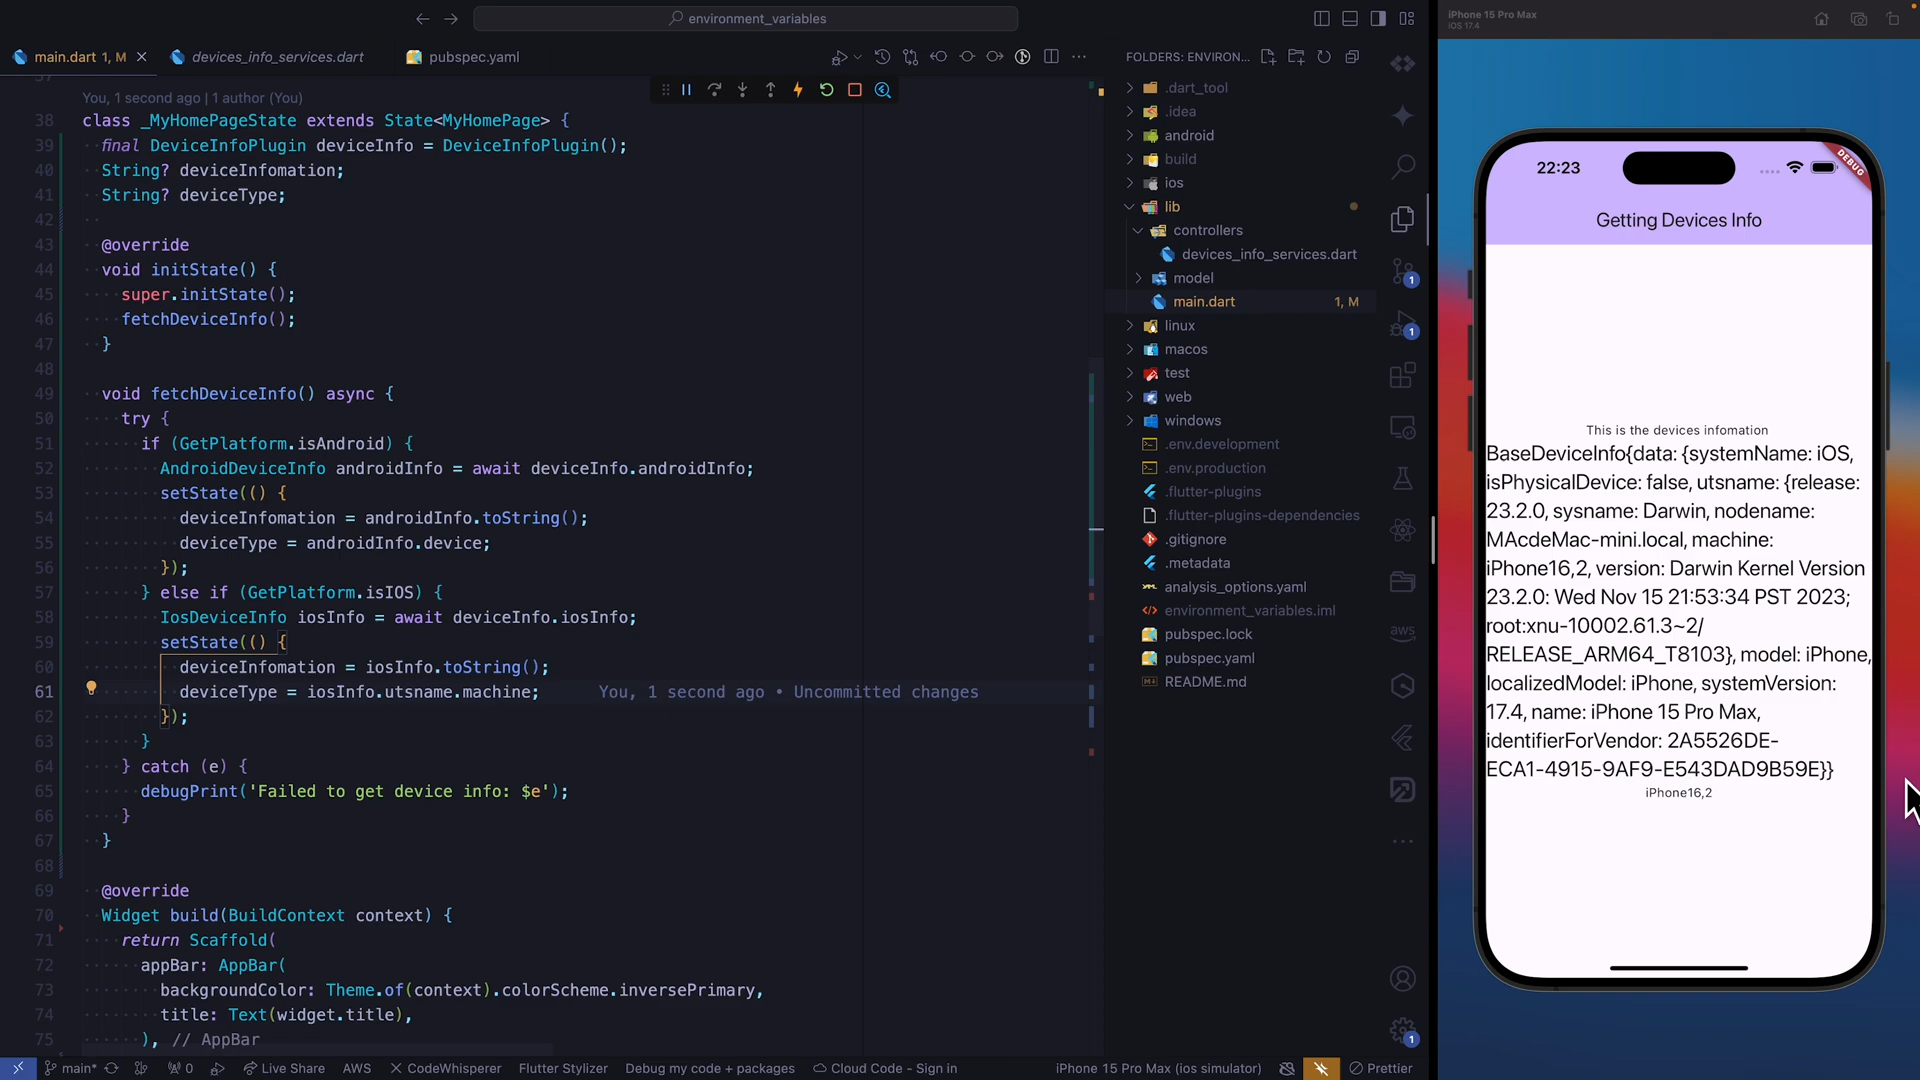 environment_variables
main.dart 1, M
devices_info_services.dart
pubspec.yaml
You, 1 second ago | 1 author (You)
38 class _MyHomePageState extends State<MyHomePage> {
39 final DeviceInfoPlugin deviceInfo = DeviceInfoPlugin();
40 String? deviceInfomation;
41 String? deviceType;
42
43 @override
44 void initState() {
45 super.initState();
46 fetchDeviceInfo();
47 }
48
49 void fetchDeviceInfo() async {
50 try {
51 if (GetPlatform.isAndroid) {
52 AndroidDeviceInfo androidInfo = await deviceInfo.androidInfo;
53 setState(() {
54 deviceInfomation = androidInfo.toString();
55 deviceType = androidInfo.device;
56 });
57 } else if (GetPlatform.isIOS) {
58 IosDeviceInfo iosInfo = await deviceInfo.iosInfo;
59 setState(() {
60 deviceInfomation = iosInfo.toString();
61 deviceType = iosInfo.utsname.machine; You, 1 second ago • Uncommitted changes
62 });
63 }
64 } catch (e) {
65 debugPrint('Failed to get device info: $e');
66 }
67 }
68
69 @override
70 Widget build(BuildContext context) {
71 return Scaffold(
72 appBar: AppBar(
73 backgroundColor: Theme.of(context).colorScheme.inversePrimary,
74 title: Text(widget.title),
75 ), // AppBar
FOLDERS: ENVIRON...
.dart_tool
.idea
android
build
ios
lib
controllers
devices_info_services.dart
model
main.dart 1, M
linux
macos
test
web
windows
.env.development
.env.production
.flutter-plugins
.flutter-plugins-dependencies
.gitignore
.metadata
analysis_options.yaml
environment_variables.iml
pubspec.lock
pubspec.yaml
README.md
1
1
aws
1
main*
0
Live Share
AWS
CodeWhisperer
Flutter Stylizer
Debug my code + packages
Cloud Code - Sign in
iPhone 15 Pro Max (ios simulator)
Prettier
iPhone 15 Pro Max
iOS 17.4
22:23
DEBUG
Getting Devices Info
This is the devices infomation
BaseDeviceInfo{data: {systemName: iOS,
isPhysicalDevice: false, utsname: {release:
23.2.0, sysname: Darwin, nodename:
MAcdeMac-mini.local, machine:
iPhone16,2, version: Darwin Kernel Version
23.2.0: Wed Nov 15 21:53:34 PST 2023;
root:xnu-10002.61.3~2/
RELEASE_ARM64_T8103}, model: iPhone,
localizedModel: iPhone, systemVersion:
17.4, name: iPhone 15 Pro Max,
identifierForVendor: 2A5526DE-
ECA1-4915-9AF9-E543DAD9B59E}}
iPhone16,2